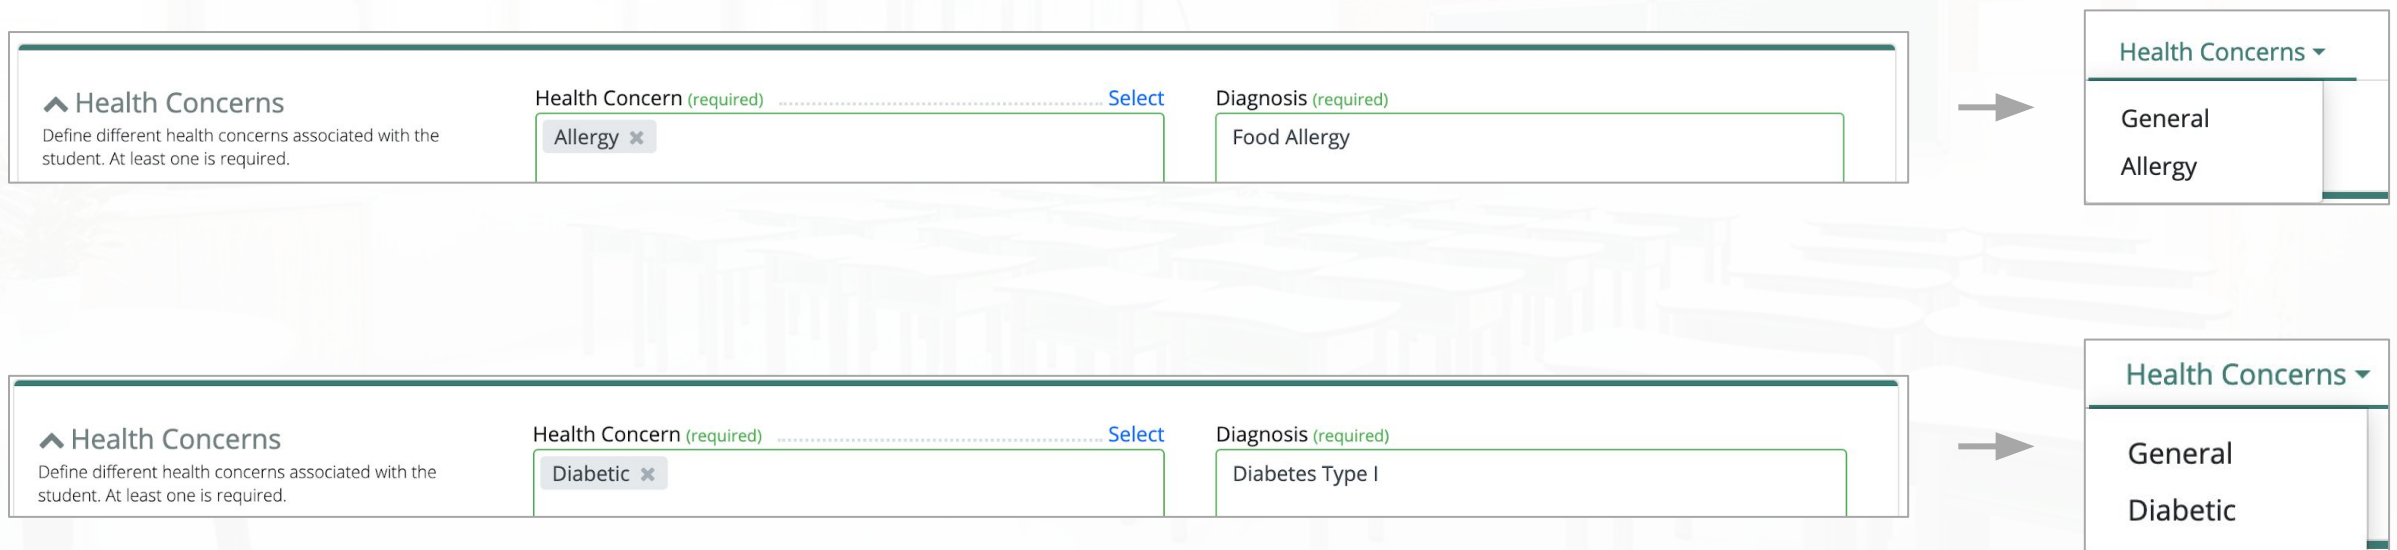 Health Concerns
Define different health concerns associated with the
student. At least one is required.
Health Concern (required) Select
Allergy ×
Diagnosis (required)
Food Allergy
Health Concerns
General
Allergy
Health Concerns
Define different health concerns associated with the
student. At least one is required.
Health Concern (required) Select
Diabetic ×
Diagnosis (required)
Diabetes Type I
Health Concerns
General
Diabetic